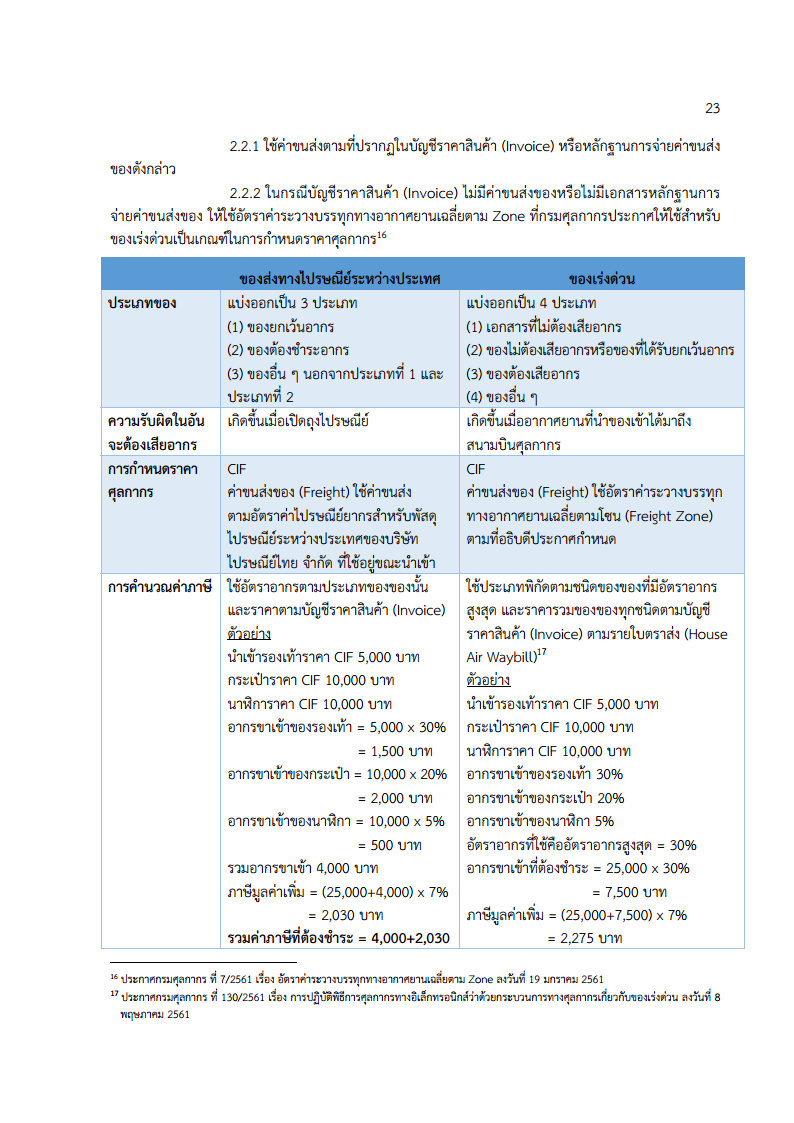 23
2.2.1 ใช้ค่าขนส่งตามที่ปรากฏในบัญชีราคาสินค้า (Invoice) หรือหลักฐานการจ่ายค่าขนส่ง
ของดังกล่าว
2.2.2 ในกรณีบัญชีราคาสินค้า (Invoice) ไม่มีค่าขนส่งของหรือไม่มีเอกสารหลักฐานการ
จ่ายค่าขนส่งของ ให้ใช้อัตราค่าระวางบรรทุกทางอากาศยานเฉลี่ยตาม Zone ที่กรมศุลกากรประกาศให้ใช้สำหรับ
ของเร่งด่วนเป็นเกณฑ์ในการกำหนดราคาศุลกากร16
ของส่งทางไปรษณีย์ระหว่างประเทศ
ของเร่งด่วน
ประเภทของ
แบ่งออกเป็น 3 ประเภท
(1) ของยกเว้นอากร
(2) ของต้องชำระอากร
(3) ของอื่น ๆ นอกจากประเภทที่ 1 และ
ประเภทที่ 2
แบ่งออกเป็น 4 ประเภท
(1) เอกสารที่ไม่ต้องเสียอากร
(2) ของไม่ต้องเสียอากรหรือของที่ได้รับยกเว้นอากร
(3) ของต้องเสียอากร
(4) ของอื่น ๆ
ความรับผิดในอัน
จะต้องเสียอากร
เกิดขึ้นเมื่อเปิดถุงไปรษณีย์
เกิดขึ้นเมื่ออากาศยานที่นำของเข้าได้มาถึง
สนามบินศุลกากร
การกำหนดราคา
ศุลกากร
CIF
ค่าขนส่งของ (Freight) ใช้ค่าขนส่ง
ตามอัตราค่าไปรษณีย์ยากรสำหรับพัสดุ
ไปรษณีย์ระหว่างประเทศของบริษัท
ไปรษณีย์ไทย จำกัด ที่ใช้อยู่ขณะนำเข้า
CIF
ค่าขนส่งของ (Freight) ใช้อัตราค่าระวางบรรทุก
ทางอากาศยานเฉลี่ยตามโซน (Freight Zone)
ตามที่อธิบดีประกาศกำหนด
การคำนวณค่าภาษี
ใช้อัตราอากรตามประเภทของของนั้น
และราคาตามบัญชีราคาสินค้า (Invoice)
ตัวอย่าง
นำเข้ารองเท้าราคา CIF 5,000 บาท
กระเป๋าราคา CIF 10,000 บาท
นาฬิการาคา CIF 10,000 บาท
อากรขาเข้าของรองเท้า = 5,000 x 30%
= 1,500 บาท
อากรขาเข้าของกระเป๋า = 10,000 x 20%
= 2,000 บาท
อากรขาเข้าของนาฬิกา = 10,000 x 5%
= 500 บาท
รวมอากรขาเข้า 4,000 บาท
ภาษีมูลค่าเพิ่ม = (25,000+4,000) x 7%
= 2,030 บาท
รวมค่าภาษีที่ต้องชำระ = 4,000+2,030
ใช้ประเภทพิกัดตามชนิดของของที่มีอัตราอากร
สูงสุด และราคารวมของของทุกชนิดตามบัญชี
ราคาสินค้า (Invoice) ตามรายใบตราส่ง (House
Air Waybill)17
ตัวอย่าง
นำเข้ารองเท้าราคา CIF 5,000 บาท
กระเป๋าราคา CIF 10,000 บาท
นาฬิการาคา CIF 10,000 บาท
อากรขาเข้าของรองเท้า 30%
อากรขาเข้าของกระเป๋า 20%
อากรขาเข้าของนาฬิกา 5%
อัตราอากรที่ใช้คืออัตราอากรสูงสุด = 30%
อากรขาเข้าที่ต้องชำระ = 25,000 x 30%
= 7,500 บาท
ภาษีมูลค่าเพิ่ม = (25,000+7,500) x 7%
= 2,275 บาท
16 ประกาศกรมศุลกากร ที่ 7/2561 เรื่อง อัตราค่าระวางบรรทุกทางอากาศยานเฉลี่ยตาม Zone ลงวันที่ 19 มกราคม 2561
17 ประกาศกรมศุลกากร ที่ 130/2561 เรื่อง การปฏิบัติพิธีการศุลกากรทางอิเล็กทรอนิกส์ว่าด้วยกระบวนการทางศุลกากรเกี่ยวกับของเร่งด่วน ลงวันที่ 8
พฤษภาคม 2561